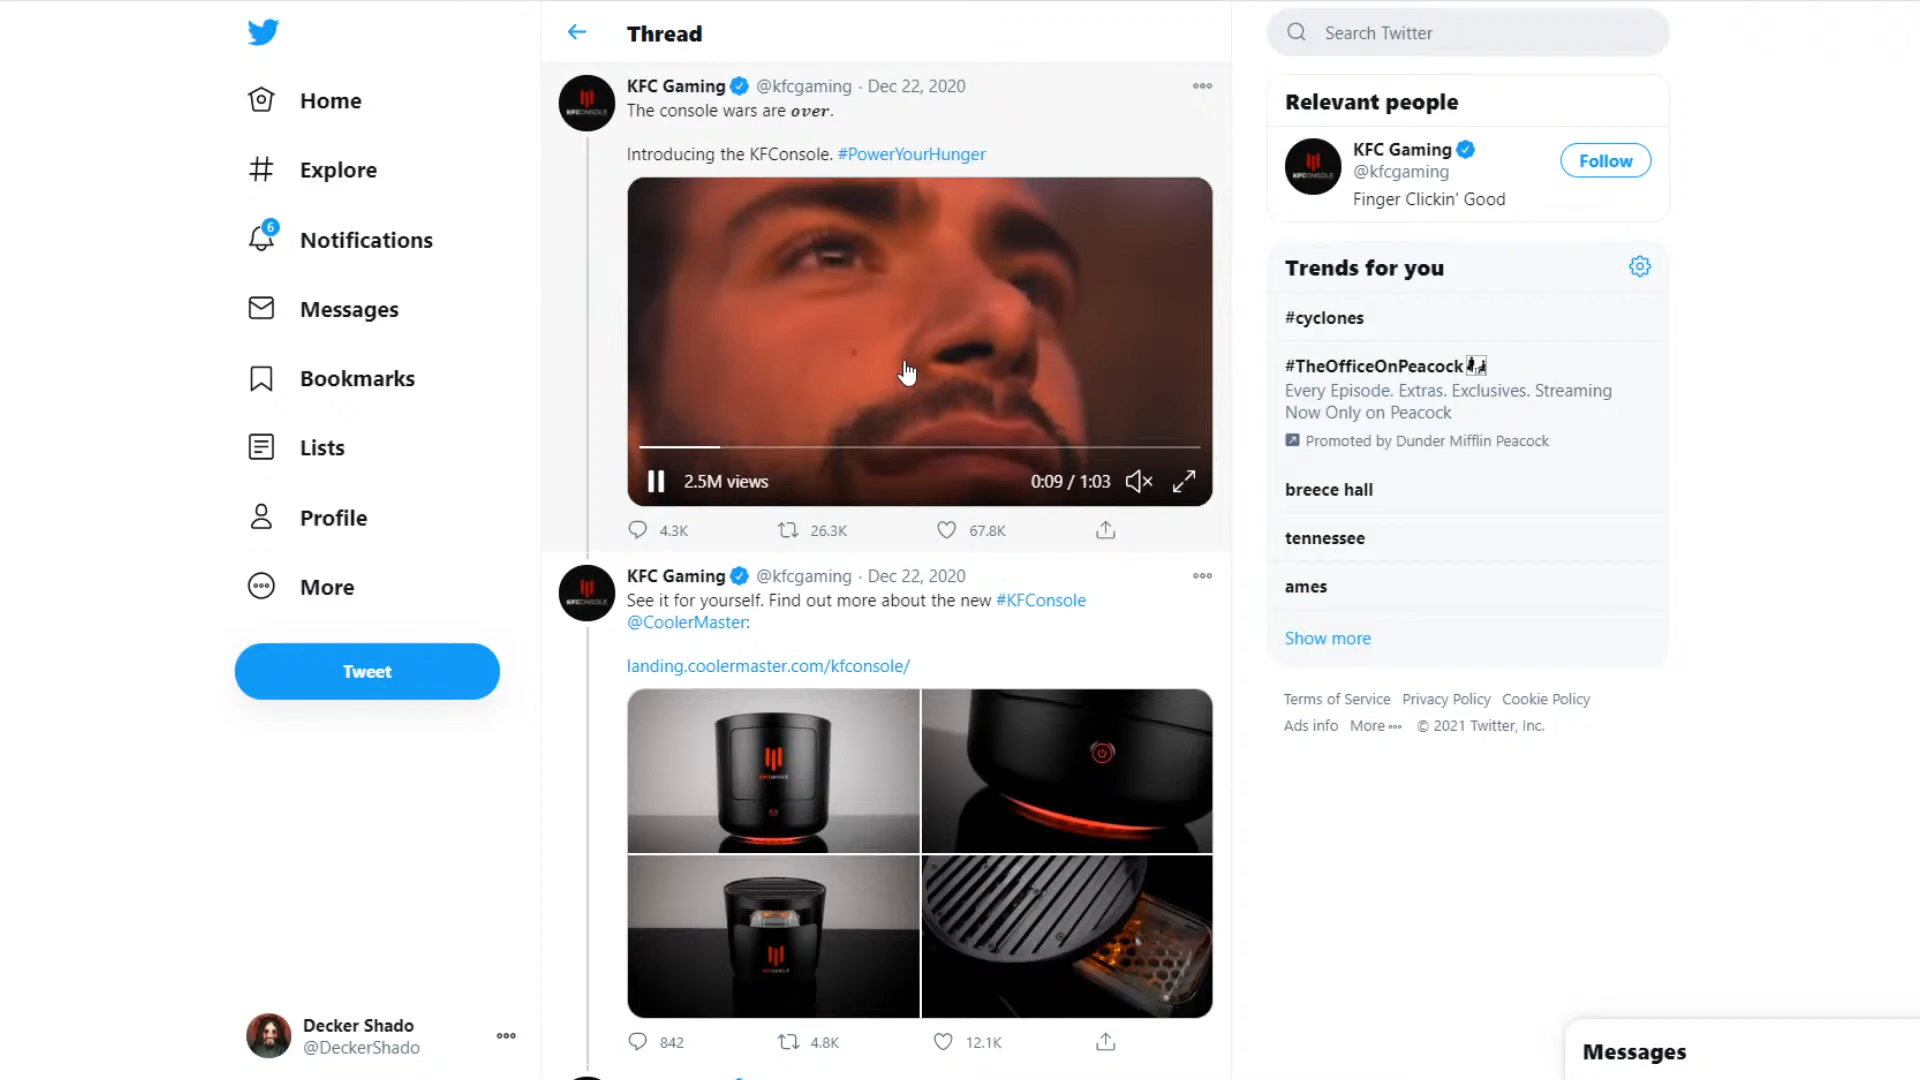 Home
Explore
6
Notifications
Messages
Bookmarks
Lists
Profile
More
Tweet
Decker Shado
@DeckerShado
Thread
KFC Gaming @kfcgaming · Dec 22, 2020
The console wars are over.
Introducing the KFConsole. #PowerYourHunger
2.5M views
0:09 / 1:03
4.3K
26.3K
67.8K
KFC Gaming @kfcgaming · Dec 22, 2020
See it for yourself. Find out more about the new #KFConsole
@CoolerMaster:
landing.coolermaster.com/kfconsole/
842
4.8K
12.1K
Search Twitter
Relevant people
KFC Gaming
@kfcgaming
Finger Clickin' Good
Follow
Trends for you
#cyclones
#TheOfficeOnPeacock
Every Episode. Extras. Exclusives. Streaming
Now Only on Peacock
Promoted by Dunder Mifflin Peacock
breece hall
tennessee
ames
Show more
Terms of Service Privacy Policy Cookie Policy
Ads info More © 2021 Twitter, Inc.
Messages